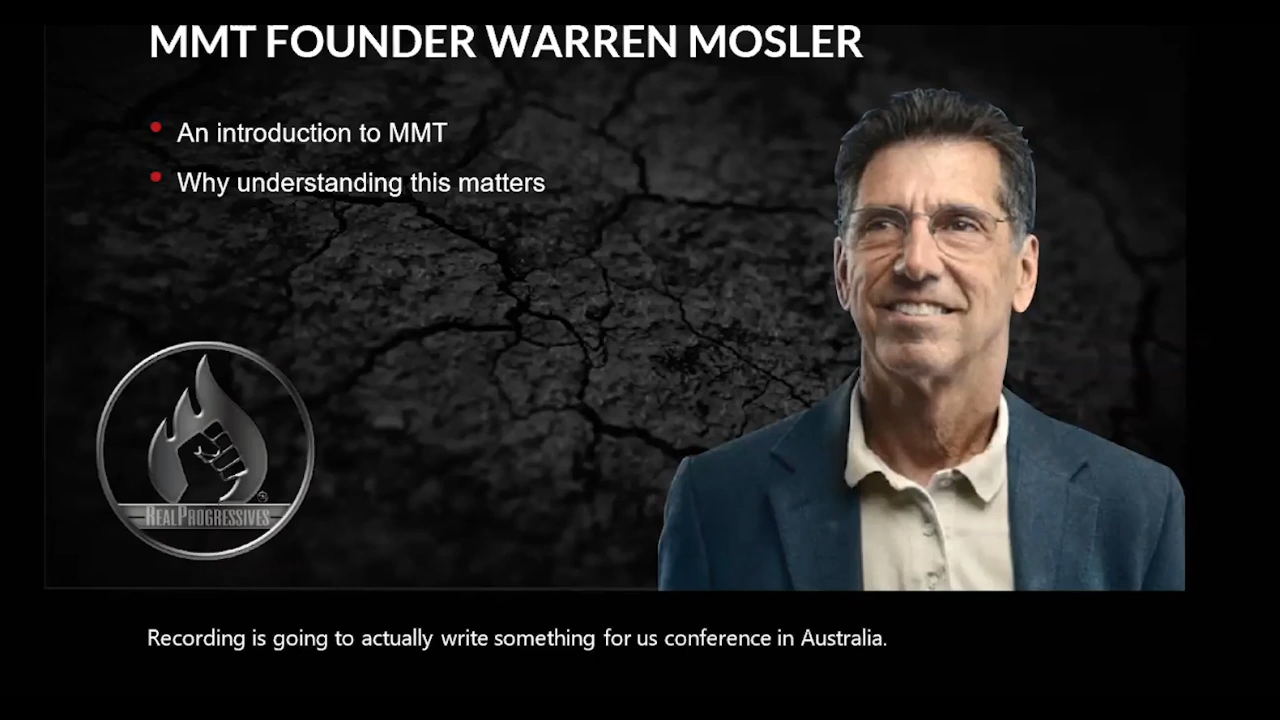 MMT FOUNDER WARREN MOSLER
An introduction to MMT
Why understanding this matters
REALPROGRESSIVES
Recording is going to actually write something for us conference in Australia.